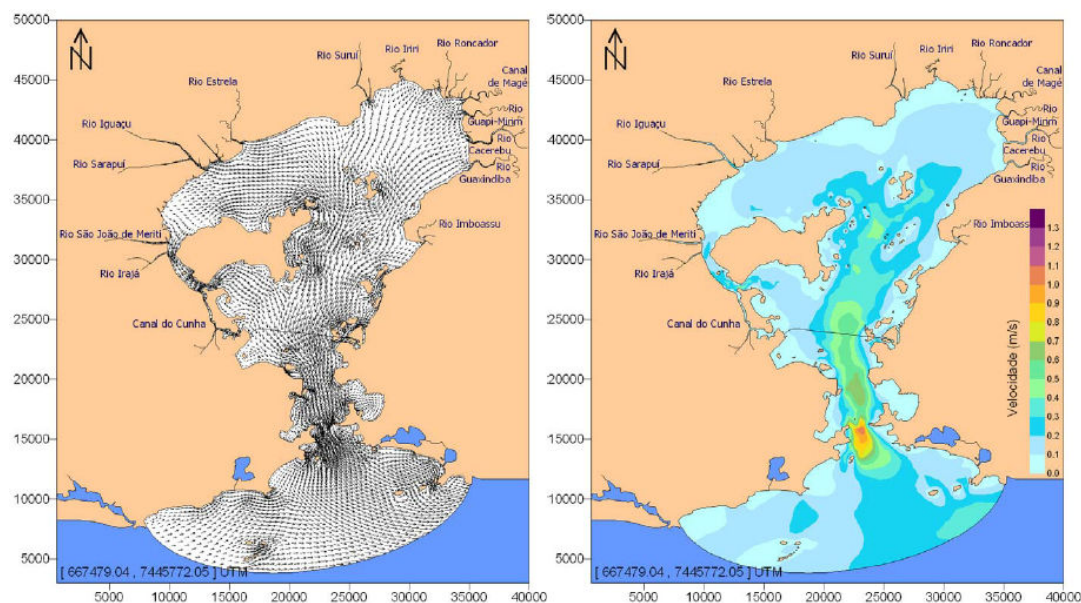 50000
45000
40000
35000
30000
25000
20000
15000
10000
5000
N
Rio Suruí
Rio Iriri
Rio Roncador
Canal
de Magé
Rio Estrela
Rio
Guapi-Mirim
Rio Iguaçu
Rio
Cacerebu
Rio Sarapuí
Rio
Guaxindiba
Rio Imboassu
Rio São João de Meriti
Rio Irajá
Canal do Cunha
[ 667479.04 , 7445772.05 ] UTM
5000 10000 15000 20000 25000 30000 35000 40000
50000
45000
40000
35000
30000
25000
20000
15000
10000
5000
N
Rio Suruí
Rio Iriri
Rio Roncador
Canal
de Magé
Rio Estrela
Rio
Guapi-Mirim
Rio Iguaçu
Rio
Cacerebu
Rio Sarapuí
Rio
Guaxindiba
Rio Imboassu
Rio São João de Meriti
Rio Irajá
Canal do Cunha
Velocidade (m/s)
1.3
1.2
1.1
1.0
0.9
0.8
0.7
0.6
0.5
0.4
0.3
0.2
0.1
0.0
[ 667479.04 , 7445772.05 ] UTM
5000 10000 15000 20000 25000 30000 35000 40000